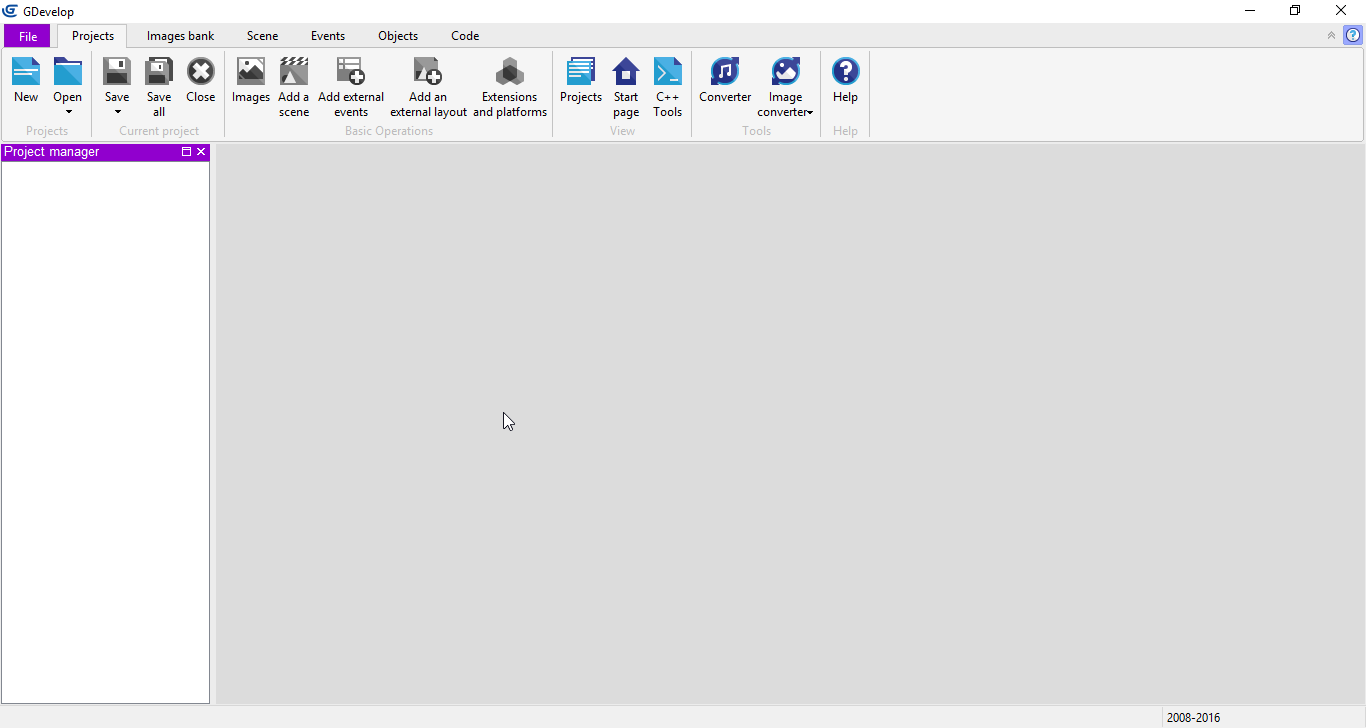 GDevelop
File Projects Images bank Scene Events Objects Code
New Open Save Save all Close Images Add a scene Add external events Add an external layout Extensions and platforms Projects Start page C++ Tools Converter Image converter Help
Projects Current project Basic Operations View Tools Help
Project manager
2008-2016